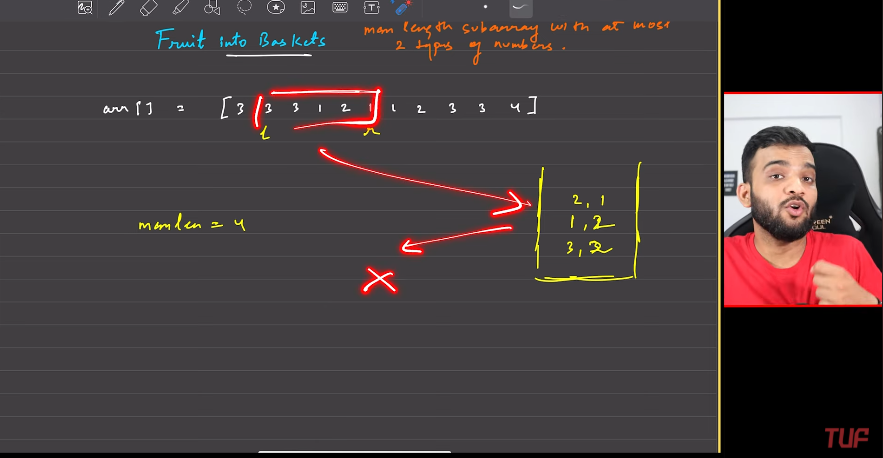 max length subarray with at most
Fruit into Baskets 2 types of numbers.
arr[] = [3 3 3 1 2 1 1 2 3 3 4]
l r
2, 1
1, 2
maxlen = 4
3, 2
X
TUF